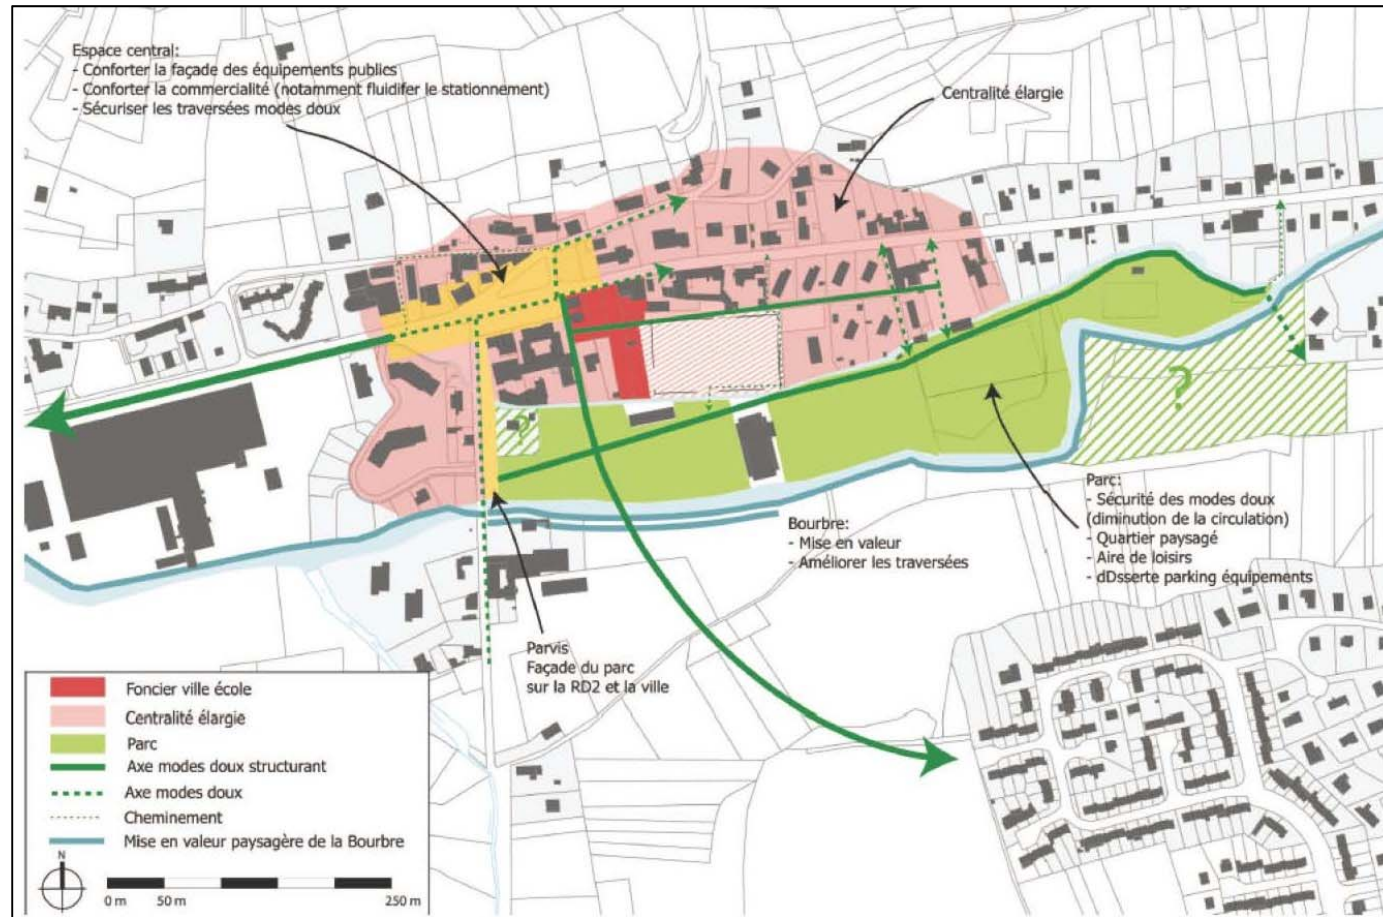 Espace central:
- Conforter la façade des équipements publics
- Conforter la commercialité (notamment fluidifer le stationnement)
- Sécuriser les traversées modes doux
Centralité élargie
?
?
Parc:
- Sécurité des modes doux
(diminution de la circulation)
- Quartier paysagé
- Aire de loisirs
- dDsserte parking équipements
Bourbre:
- Mise en valeur
- Améliorer les traversées
Parvis
Façade du parc
sur la RD2 et la ville
Foncier ville école
Centralité élargie
Parc
Axe modes doux structurant
Axe modes doux
Cheminement
Mise en valeur paysagère de la Bourbre
N
0 m 50 m 250 m